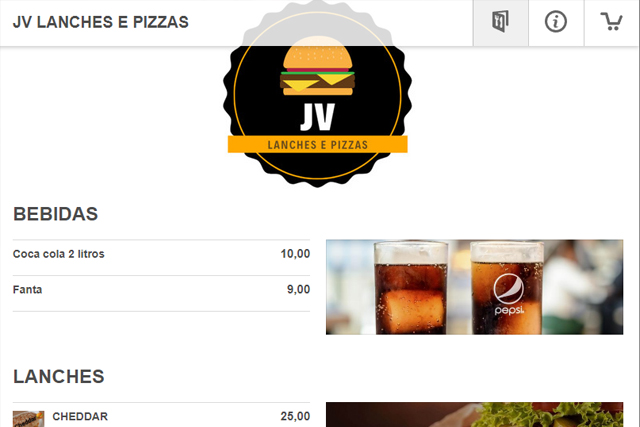 JV LANCHES E PIZZAS
JV
LANCHES E PIZZAS
BEBIDAS
Coca cola 2 litros 10,00
Fanta 9,00
pepsi
LANCHES
CHEDDAR 25,00